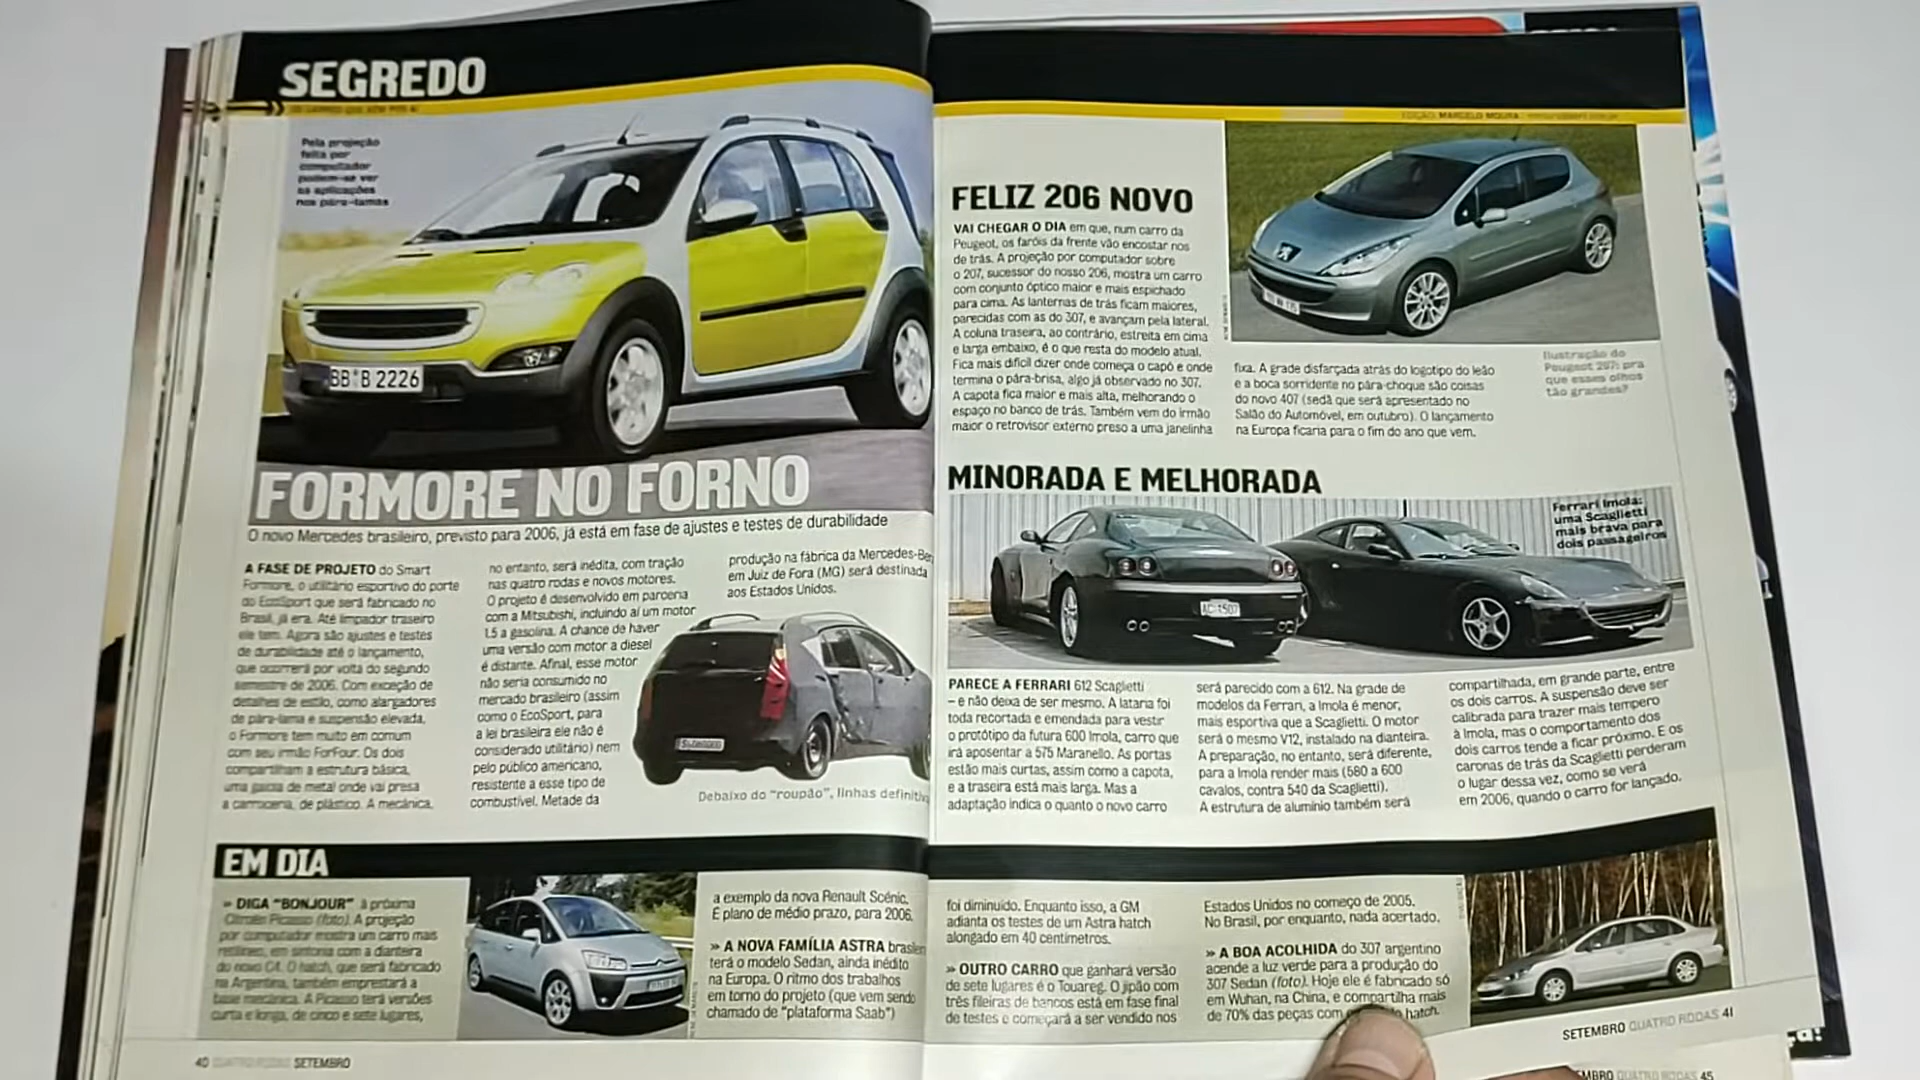 SEGREDO
OS CARROS QUE VÊM POR AÍ
Pela projeção
feita por
computador
podem-se ver
as aplicações
nos pára-lamas
BB B 2226
FORMORE NO FORNO
O novo Mercedes brasileiro, previsto para 2006, já está em fase de ajustes e testes de durabilidade
A FASE DE PROJETO do Smart
Formore, o utilitário esportivo do porte
do EcoSport que será fabricado no
Brasil, já era. Até limpador traseiro
ele tem. Agora são ajustes e testes
de durabilidade até o lançamento,
que ocorrerá por volta do segundo
semestre de 2006. Com exceção de
detalhes de estilo, como alargadores
de pára-lama e suspensão elevada,
o Formore tem muito em comum
com seu irmão ForFour. Os dois
compartilham a estrutura básica,
uma gaiola de metal onde vai presa
a carroceria, de plástico. A mecânica,
no entanto, será inédita, com tração
nas quatro rodas e novos motores.
O projeto é desenvolvido em parceria
com a Mitsubishi, incluindo aí um motor
1.5 a gasolina. A chance de haver
uma versão com motor a diesel
é distante. Afinal, esse motor
não seria consumido no
mercado brasileiro (assim
como o EcoSport, para
a lei brasileira ele não é
considerado utilitário) nem
pelo público americano,
resistente a esse tipo de
combustível. Metade da
produção na fábrica da Mercedes-Be
em Juiz de Fora (MG) será destinada
aos Estados Unidos.
Debaixo do "roupão", linhas definitiv
EM DIA
» DIGA "BONJOUR" à próxima
Citroën Picasso (foto). A projeção
por computador mostra um carro mais
retilíneo, em sintonia com a dianteira
do novo C4. O hatch, que será fabricado
na Argentina, também emprestará a
base mecânica. A Picasso terá versões
curta e longa, de cinco e sete lugares,
a exemplo da nova Renault Scénic.
É plano de médio prazo, para 2006.
» A NOVA FAMÍLIA ASTRA brasilei
terá o modelo Sedan, ainda inédito
na Europa. O ritmo dos trabalhos
em torno do projeto (que vem sendo
chamado de "plataforma Saab")
40 QUATRO RODAS SETEMBRO
EDIÇÃO: MARCELO MOURA
FELIZ 206 NOVO
VAI CHEGAR O DIA em que, num carro da
Peugeot, os faróis da frente vão encostar nos
de trás. A projeção por computador sobre
o 207, sucessor do nosso 206, mostra um carro
com conjunto óptico maior e mais espichado
para cima. As lanternas de trás ficam maiores,
parecidas com as do 307, e avançam pela lateral.
A coluna traseira, ao contrário, estreita em cima
e larga embaixo, é o que resta do modelo atual.
Fica mais difícil dizer onde começa o capô e onde
termina o pára-brisa, algo já observado no 307.
A capota fica maior e mais alta, melhorando o
espaço no banco de trás. Também vem do irmão
maior o retrovisor externo preso a uma janelinha
fixa. A grade disfarçada atrás do logotipo do leão
e a boca sorridente no pára-choque são coisas
do novo 407 (sedã que será apresentado no
Salão do Automóvel, em outubro). O lançamento
na Europa ficaria para o fim do ano que vem.
Ilustração do
Peugeot 207: pra
que esses olhos
tão grandes?
MINORADA E MELHORADA
Ferrari Imola:
uma Scaglietti
mais brava para
dois passageiros
AC-1507
PARECE A FERRARI 612 Scaglietti
– e não deixa de ser mesmo. A lataria foi
toda recortada e emendada para vestir
o protótipo da futura 600 Imola, carro que
irá aposentar a 575 Maranello. As portas
estão mais curtas, assim como a capota,
e a traseira está mais larga. Mas a
adaptação indica o quanto o novo carro
será parecido com a 612. Na grade de
modelos da Ferrari, a Imola é menor,
mais esportiva que a Scaglietti. O motor
será o mesmo V12, instalado na dianteira.
A preparação, no entanto, será diferente,
para a Imola render mais (580 a 600
cavalos, contra 540 da Scaglietti).
A estrutura de alumínio também será
compartilhada, em grande parte, entre
os dois carros. A suspensão deve ser
calibrada para trazer mais tempero
à Imola, mas o comportamento dos
dois carros tende a ficar próximo. E os
caronas de trás da Scaglietti perderam
o lugar dessa vez, como se verá
em 2006, quando o carro for lançado.
foi diminuído. Enquanto isso, a GM
adianta os testes de um Astra hatch
alongado em 40 centímetros.
» OUTRO CARRO que ganhará versão
de sete lugares é o Touareg. O jipão com
três fileiras de bancos está em fase final
de testes e começará a ser vendido nos
Estados Unidos no começo de 2005.
No Brasil, por enquanto, nada acertado.
» A BOA ACOLHIDA do 307 argentino
acende a luz verde para a produção do
307 Sedan (foto). Hoje ele é fabricado só
em Wuhan, na China, e compartilha mais
de 70% das peças com hatch.
SETEMBRO QUATRO RODAS 41
MBRO QUATRO RODAS 45